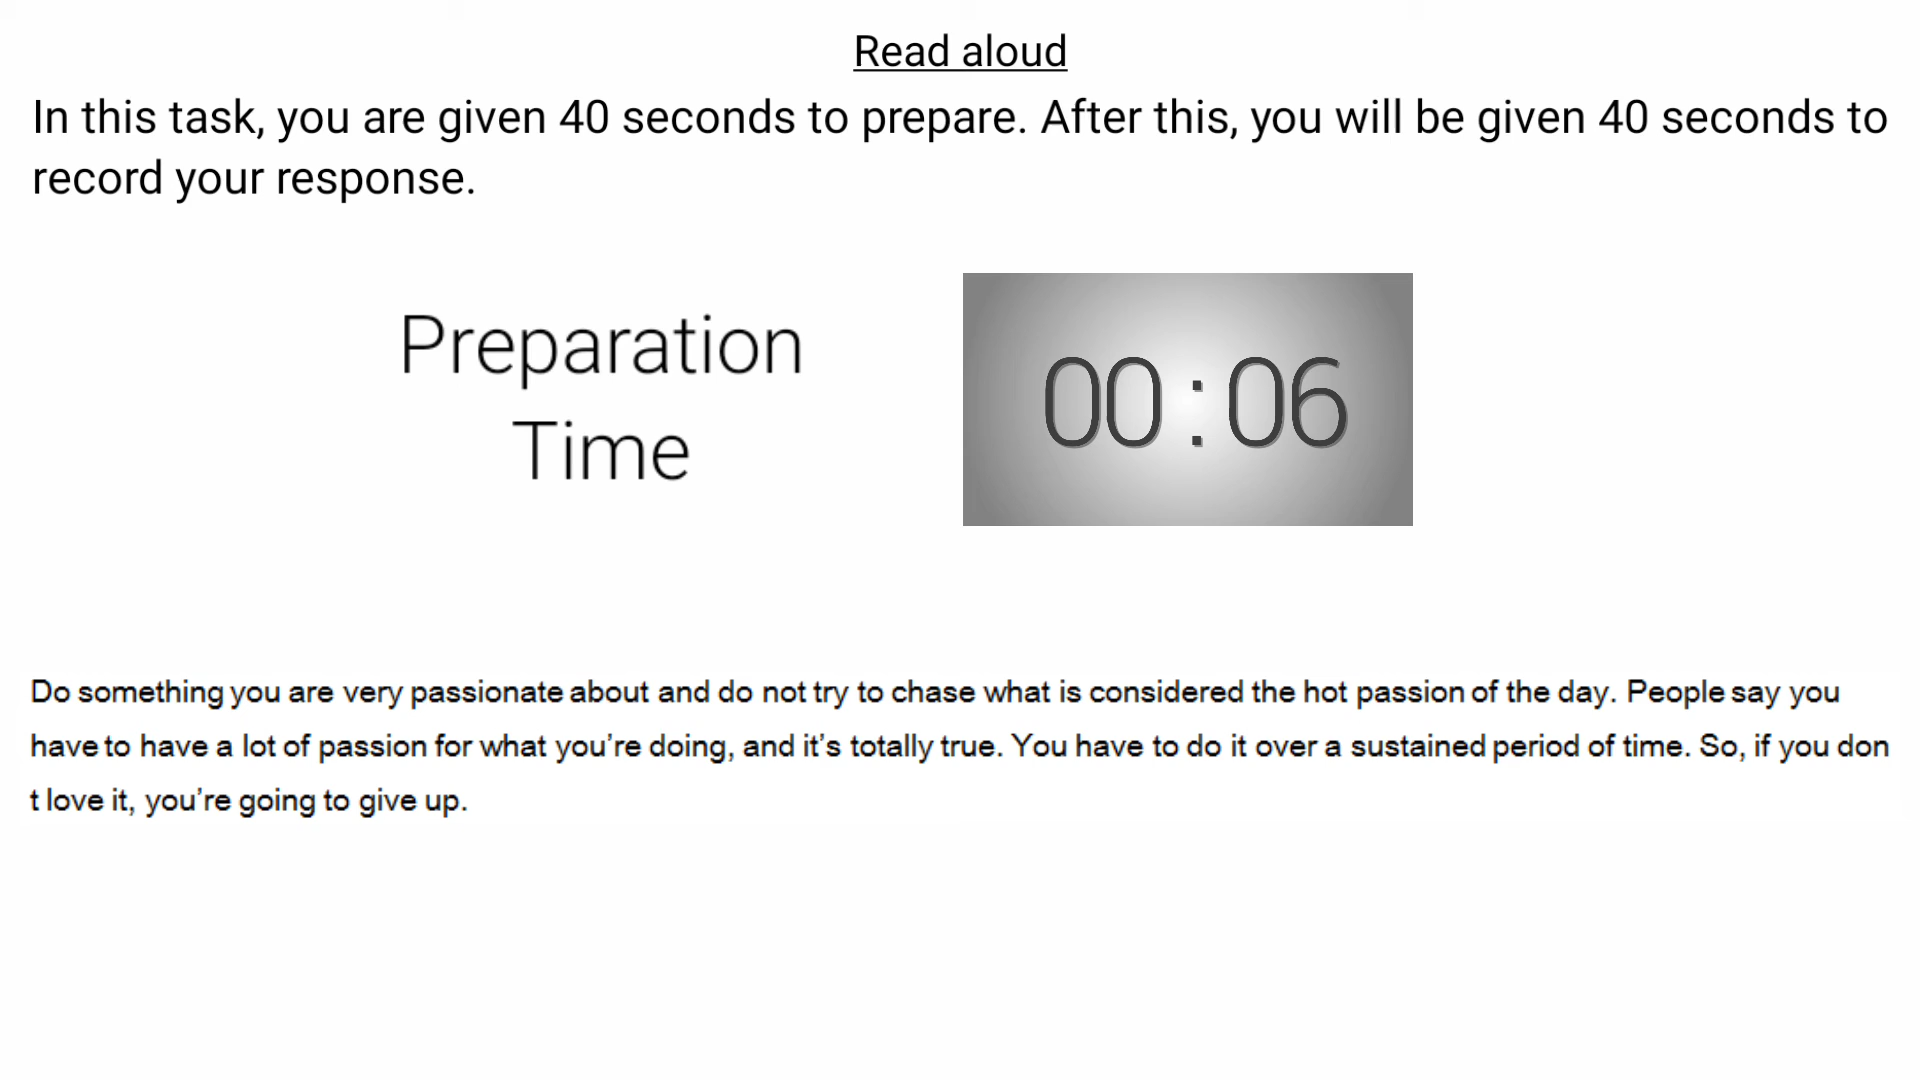 Read aloud
In this task, you are given 40 seconds to prepare. After this, you will be given 40 seconds to
record your response.
Preparation
Time
00:06
Do something you are very passionate about and do not try to chase what is considered the hot passion of the day. People say you
have to have a lot of passion for what you’re doing, and it’s totally true. You have to do it over a sustained period of time. So, if you don
t love it, you’re going to give up.